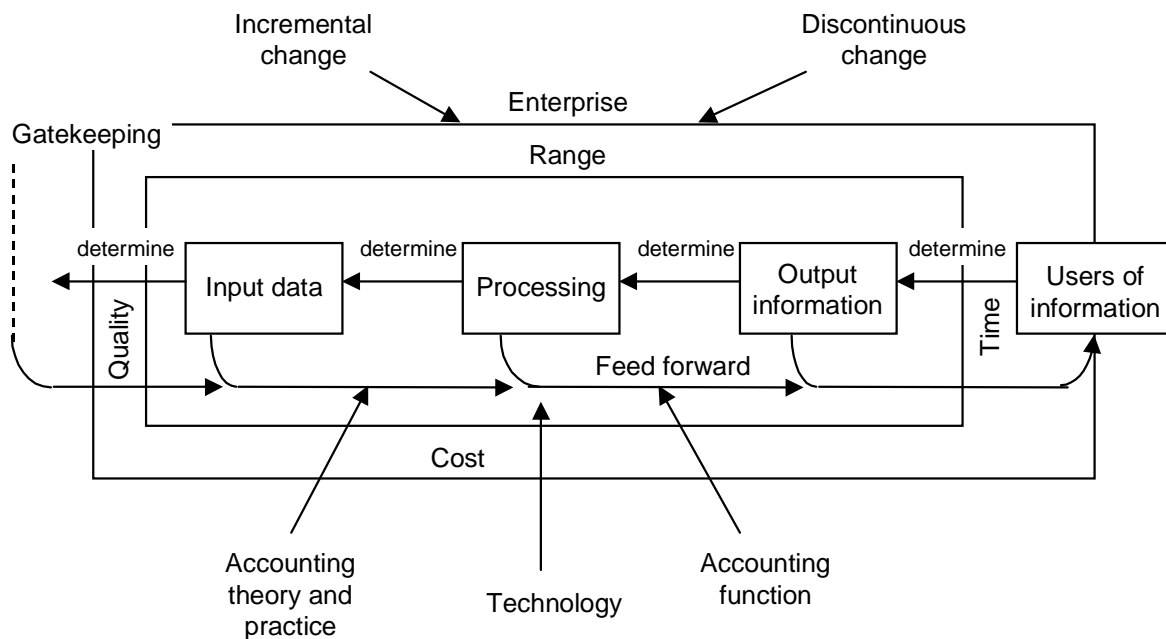 Incremental
change
Discontinuous
change
Enterprise
Gatekeeping
Range
determine
determine
determine
determine
Input data
Processing
Output
information
Users of
information
Quality
Time
Feed forward
Cost
Accounting
theory and
practice
Technology
Accounting
function